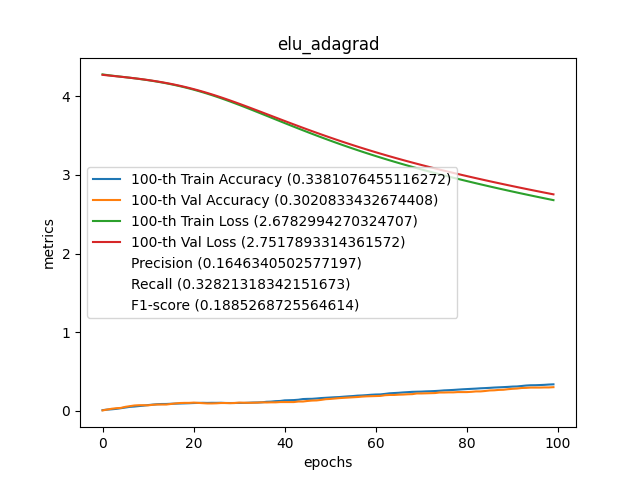 elu_adagrad
4
3
2
1
0
metrics
100-th Train Accuracy (0.3381076455116272)
100-th Val Accuracy (0.3020833432674408)
100-th Train Loss (2.6782994270324707)
100-th Val Loss (2.7517893314361572)
Precision (0.1646340502577197)
Recall (0.32821318342151673)
F1-score (0.1885268725564614)
0 20 40 60 80 100
epochs